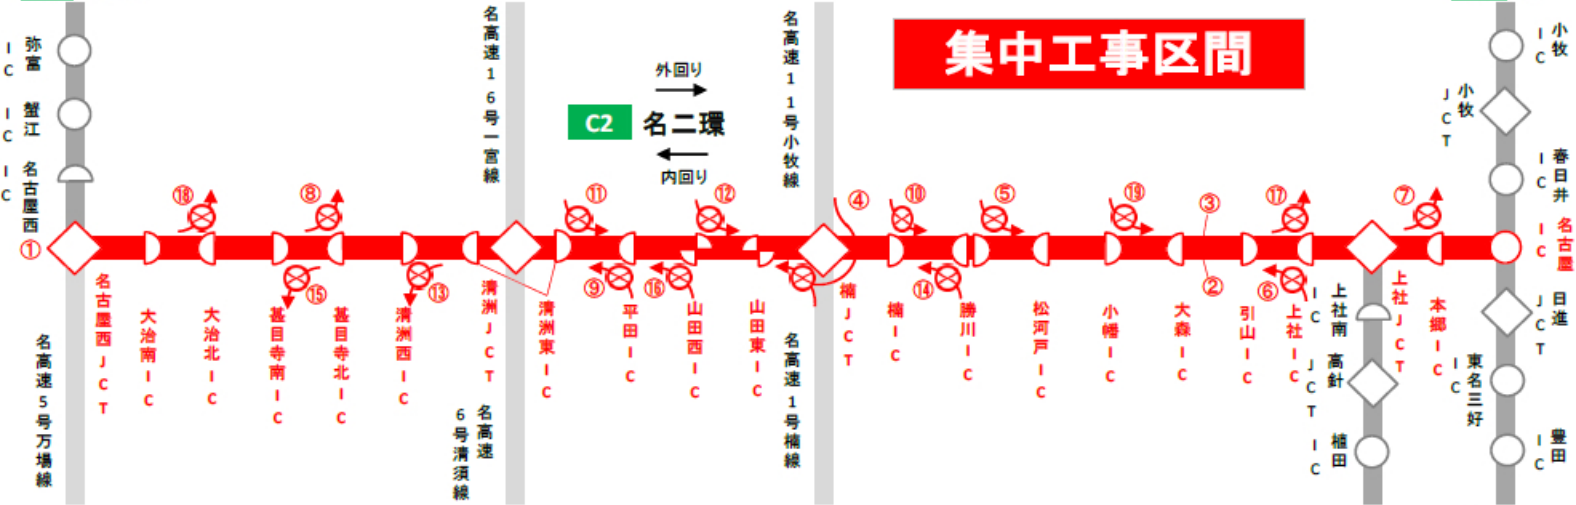 集中工事区間
外回り
C2 名二環
内回り
弥富IC
蟹江IC
名古屋西IC
名高速5号万場線
名高速16号一宮線
名高速6号清須線
名高速11号小牧線
名高速1号楠線
小牧IC
小牧JCT
春日井IC
名古屋IC
日進JCT
東名三好IC
豊田IC
上社南IC
高針JCT
植田IC
⑱
⑧
⑪
⑫
④
⑩
⑤
⑲
③
⑰
⑦
①
⑮
⑬
⑨
⑯
⑭
②
⑥
名古屋西JCT
大治南IC
大治北IC
甚目寺南IC
甚目寺北IC
清洲西IC
清洲JCT
清洲東IC
平田IC
山田西IC
山田東IC
楠JCT
楠IC
勝川IC
松河戸IC
小幡IC
大森IC
引山IC
上社IC
上社JCT
本郷IC